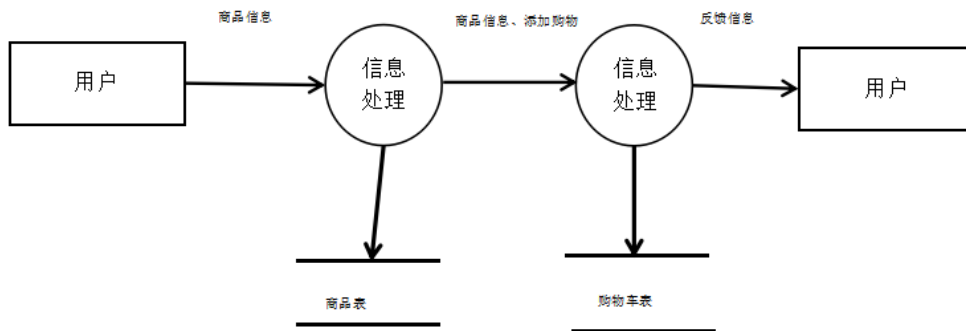 商品信息
商品信息、添加购物
反馈信息
用户
信息
处理
信息
处理
用户
商品表
购物车表